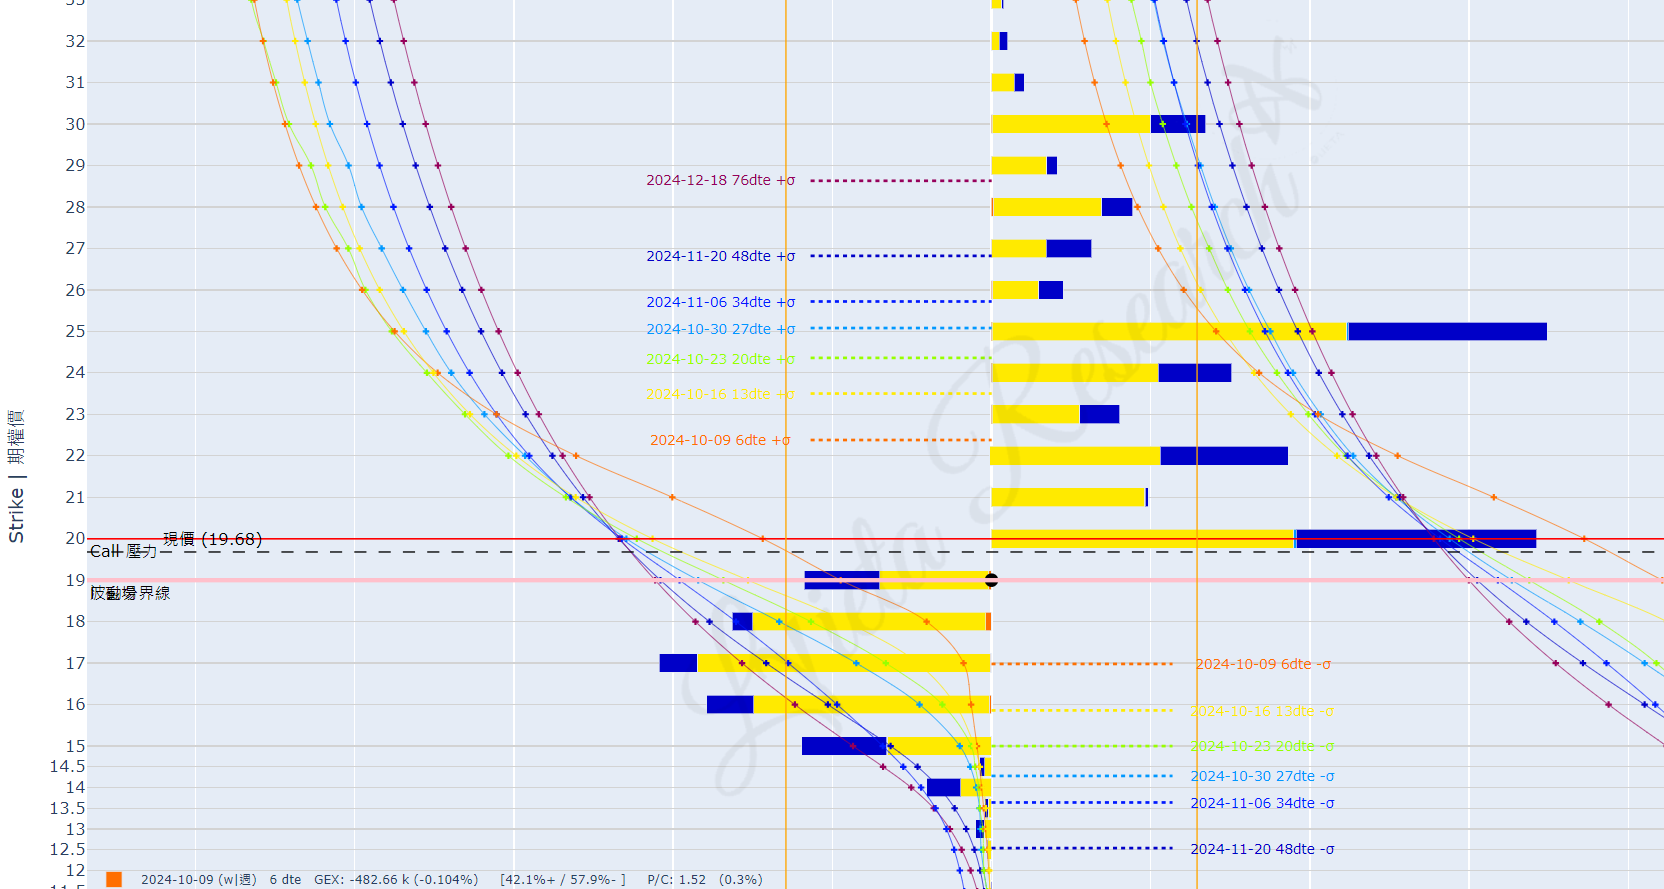 33
32
31
30
29
2024-12-18 76dte +σ
28
27
2024-11-20 48dte +σ
26
2024-11-06 34dte +σ
25
2024-10-30 27dte +σ
2024-10-23 20dte +σ
24
2024-10-16 13dte +σ
23
2024-10-09 6dte +σ
22
21
20
現價 (19.68)
Call 壓力
19
界線
18
17
2024-10-09 6dte -σ
16
2024-10-16 13dte -σ
15
2024-10-23 20dte -σ
14.5
2024-10-30 27dte -σ
14
2024-11-06 34dte -σ
13.5
13
12.5
2024-11-20 48dte -σ
12
11.5
2024-10-09 (w|週) 6 dte GEX: -482.66 k (-0.104%) [42.1%+ / 57.9%- ] P/C: 1.52 (0.3%)
Strike | 期權價
Research